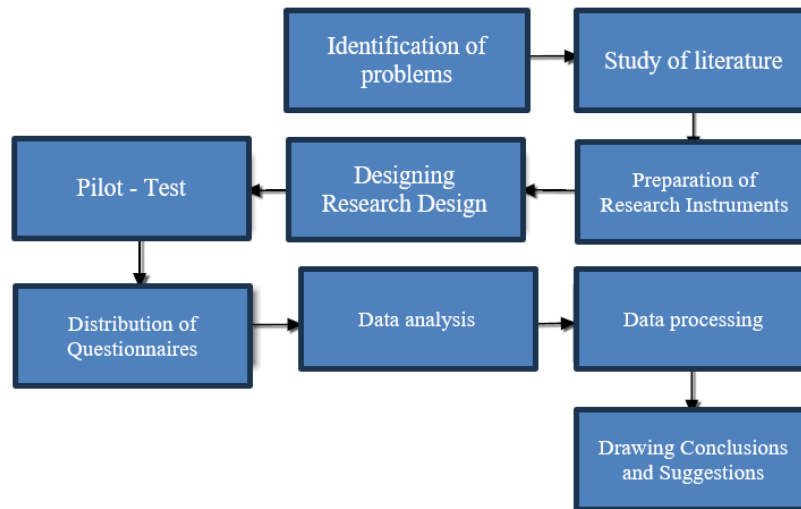 Identification of
problems
Study of literature
Preparation of
Research Instruments
Designing
Research Design
Pilot - Test
Distribution of
Questionnaires
Data analysis
Data processing
Drawing Conclusions
and Suggestions